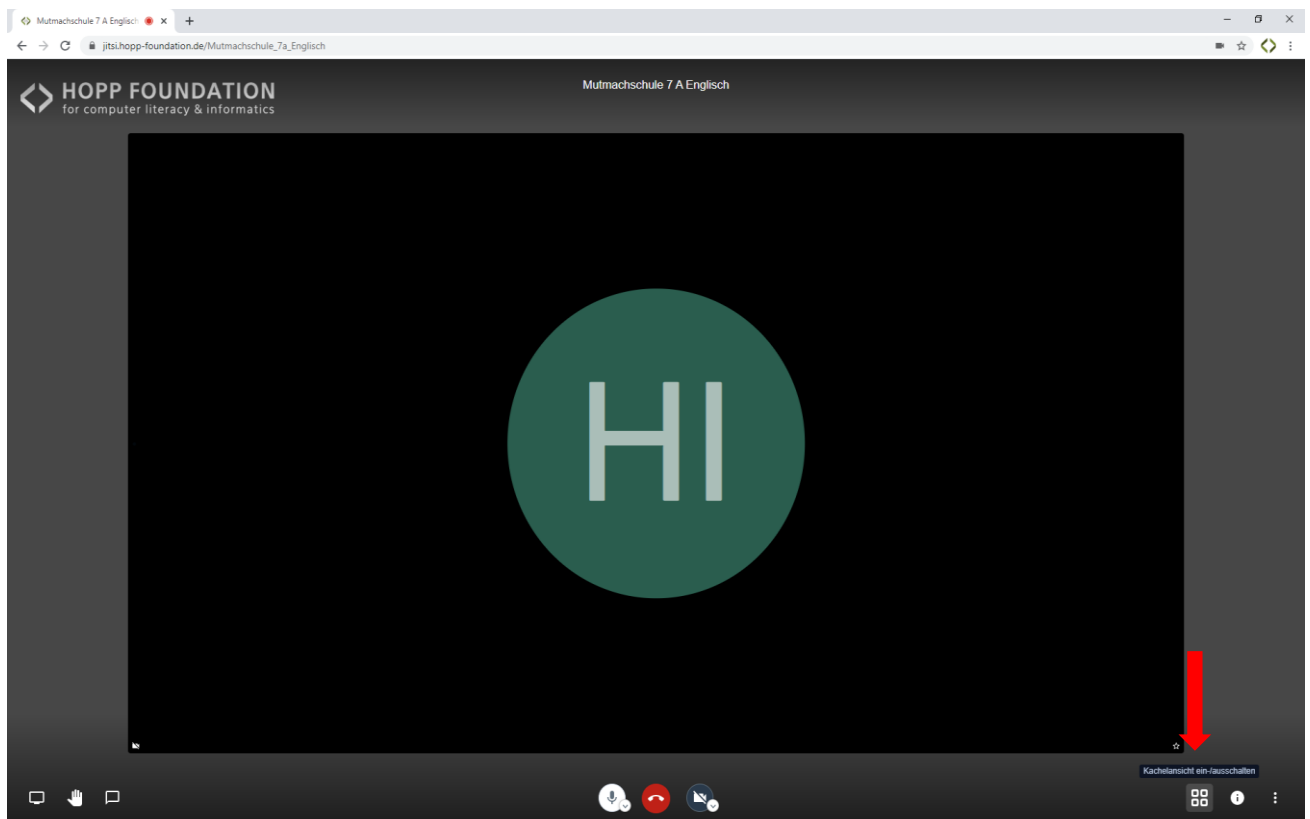 Mutmachschule 7 A Englisch
jitsi.hopp-foundation.de/Mutmachschule_7a_Englisch
HOPP FOUNDATION
for computer literacy & informatics
Mutmachschule 7 A Englisch
HI
Kachelansicht ein-/ausschalten